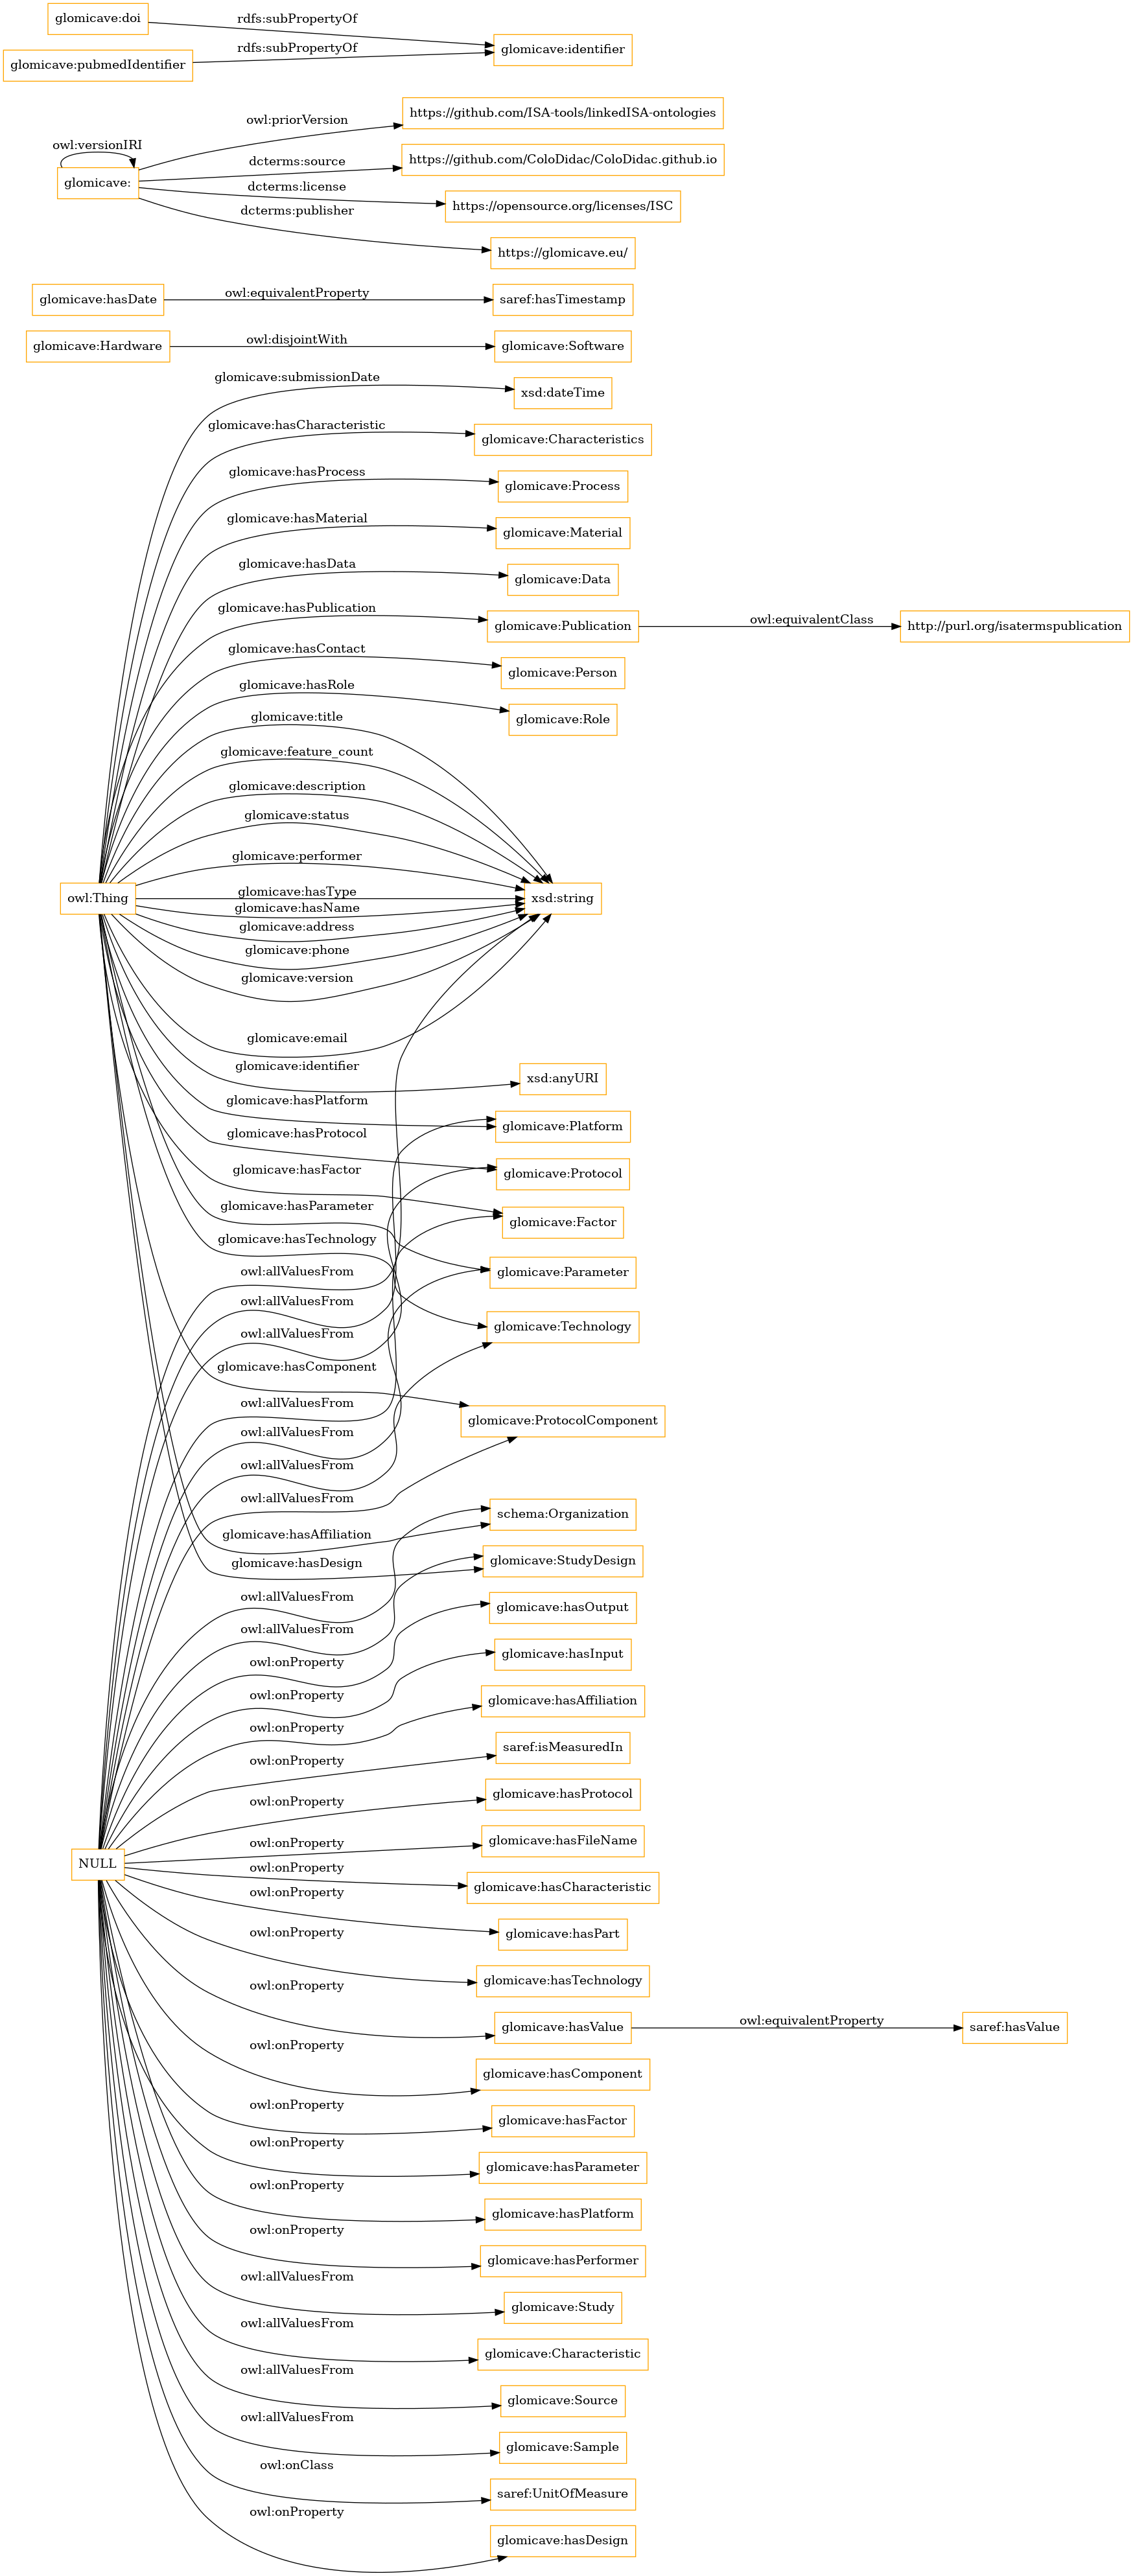 glomicave:doi
rdfs:subPropertyOf
glomicave:identifier
glomicave:pubmedIdentifier
rdfs:subPropertyOf
https://github.com/ISA-tools/linkedISA-ontologies
owl:priorVersion
owl:versionIRI
https://github.com/ColoDidac/ColoDidac.github.io
dcterms:source
glomicave:
dcterms:license
https://opensource.org/licenses/ISC
dcterms:publisher
https://glomicave.eu/
glomicave:hasDate
owl:equivalentProperty
saref:hasTimestamp
glomicave:Hardware
owl:disjointWith
glomicave:Software
glomicave:submissionDate
xsd:dateTime
glomicave:hasCharacteristic
glomicave:Characteristics
glomicave:hasProcess
glomicave:Process
glomicave:hasMaterial
glomicave:Material
glomicave:hasData
glomicave:Data
glomicave:hasPublication
glomicave:Publication
owl:equivalentClass
http://purl.org/isatermspublication
glomicave:hasContact
glomicave:Person
glomicave:hasRole
glomicave:Role
glomicave:title
glomicave:feature_count
glomicave:description
glomicave:status
glomicave:performer
glomicave:hasType
owl:Thing
xsd:string
glomicave:hasName
glomicave:address
glomicave:phone
glomicave:version
glomicave:email
glomicave:identifier
xsd:anyURI
glomicave:hasPlatform
glomicave:Platform
glomicave:hasProtocol
glomicave:Protocol
glomicave:hasFactor
glomicave:Factor
glomicave:hasParameter
glomicave:hasTechnology
glomicave:Parameter
owl:allValuesFrom
owl:allValuesFrom
glomicave:Technology
owl:allValuesFrom
glomicave:hasComponent
owl:allValuesFrom
glomicave:ProtocolComponent
owl:allValuesFrom
owl:allValuesFrom
owl:allValuesFrom
schema:Organization
glomicave:hasAffiliation
glomicave:hasDesign
glomicave:StudyDesign
owl:allValuesFrom
glomicave:hasOutput
owl:allValuesFrom
glomicave:hasInput
owl:onProperty
owl:onProperty
glomicave:hasAffiliation
owl:onProperty
saref:isMeasuredIn
owl:onProperty
glomicave:hasProtocol
owl:onProperty
glomicave:hasFileName
owl:onProperty
NULL
owl:onProperty
glomicave:hasCharacteristic
owl:onProperty
glomicave:hasPart
owl:onProperty
glomicave:hasTechnology
owl:onProperty
glomicave:hasValue
owl:equivalentProperty
saref:hasValue
owl:onProperty
glomicave:hasComponent
owl:onProperty
glomicave:hasFactor
owl:onProperty
glomicave:hasParameter
owl:onProperty
glomicave:hasPlatform
owl:onProperty
glomicave:hasPerformer
owl:allValuesFrom
glomicave:Study
owl:allValuesFrom
glomicave:Characteristic
owl:allValuesFrom
glomicave:Source
owl:allValuesFrom
glomicave:Sample
owl:onClass
saref:UnitOfMeasure
owl:onProperty
glomicave:hasDesign